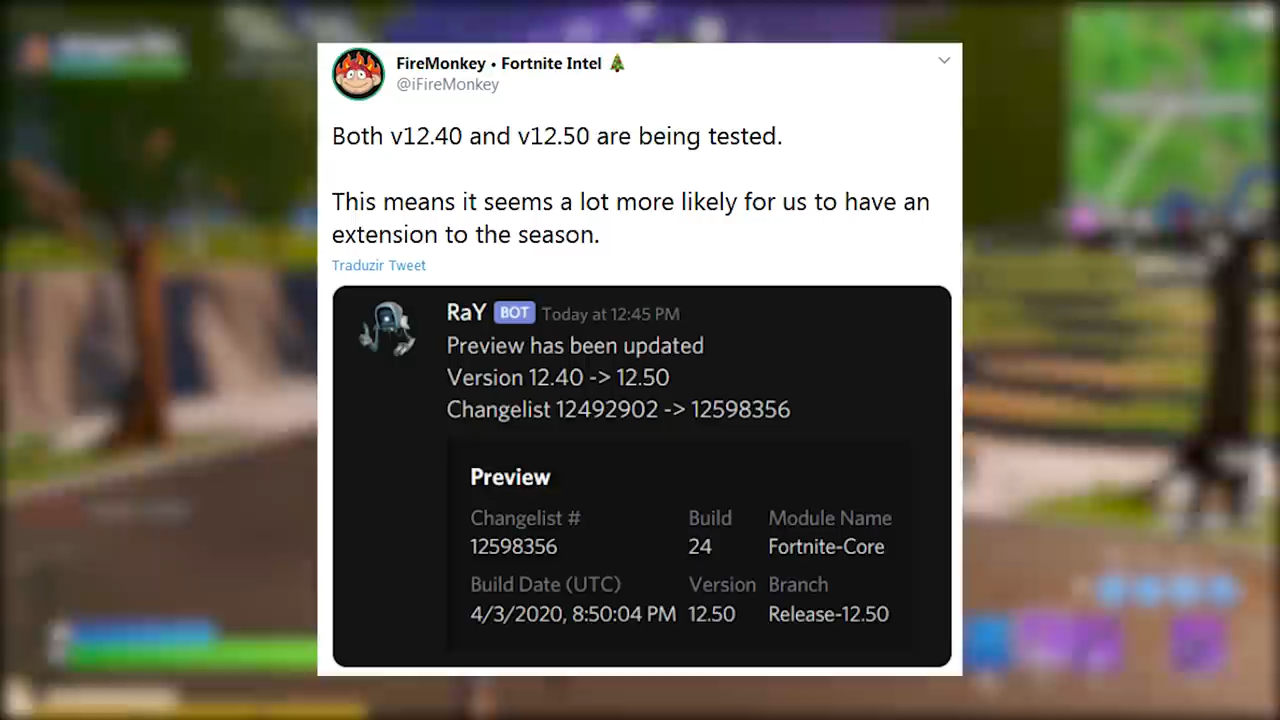 FireMonkey • Fortnite Intel 🎄
@iFireMonkey
Both v12.40 and v12.50 are being tested.
This means it seems a lot more likely for us to have an
extension to the season.
Traduzir Tweet
RaY BOT Today at 12:45 PM
Preview has been updated
Version 12.40 -> 12.50
Changelist 12492902 -> 12598356
Preview
Changelist # Build Module Name
12598356 24 Fortnite-Core
Build Date (UTC) Version Branch
4/3/2020, 8:50:04 PM 12.50 Release-12.50